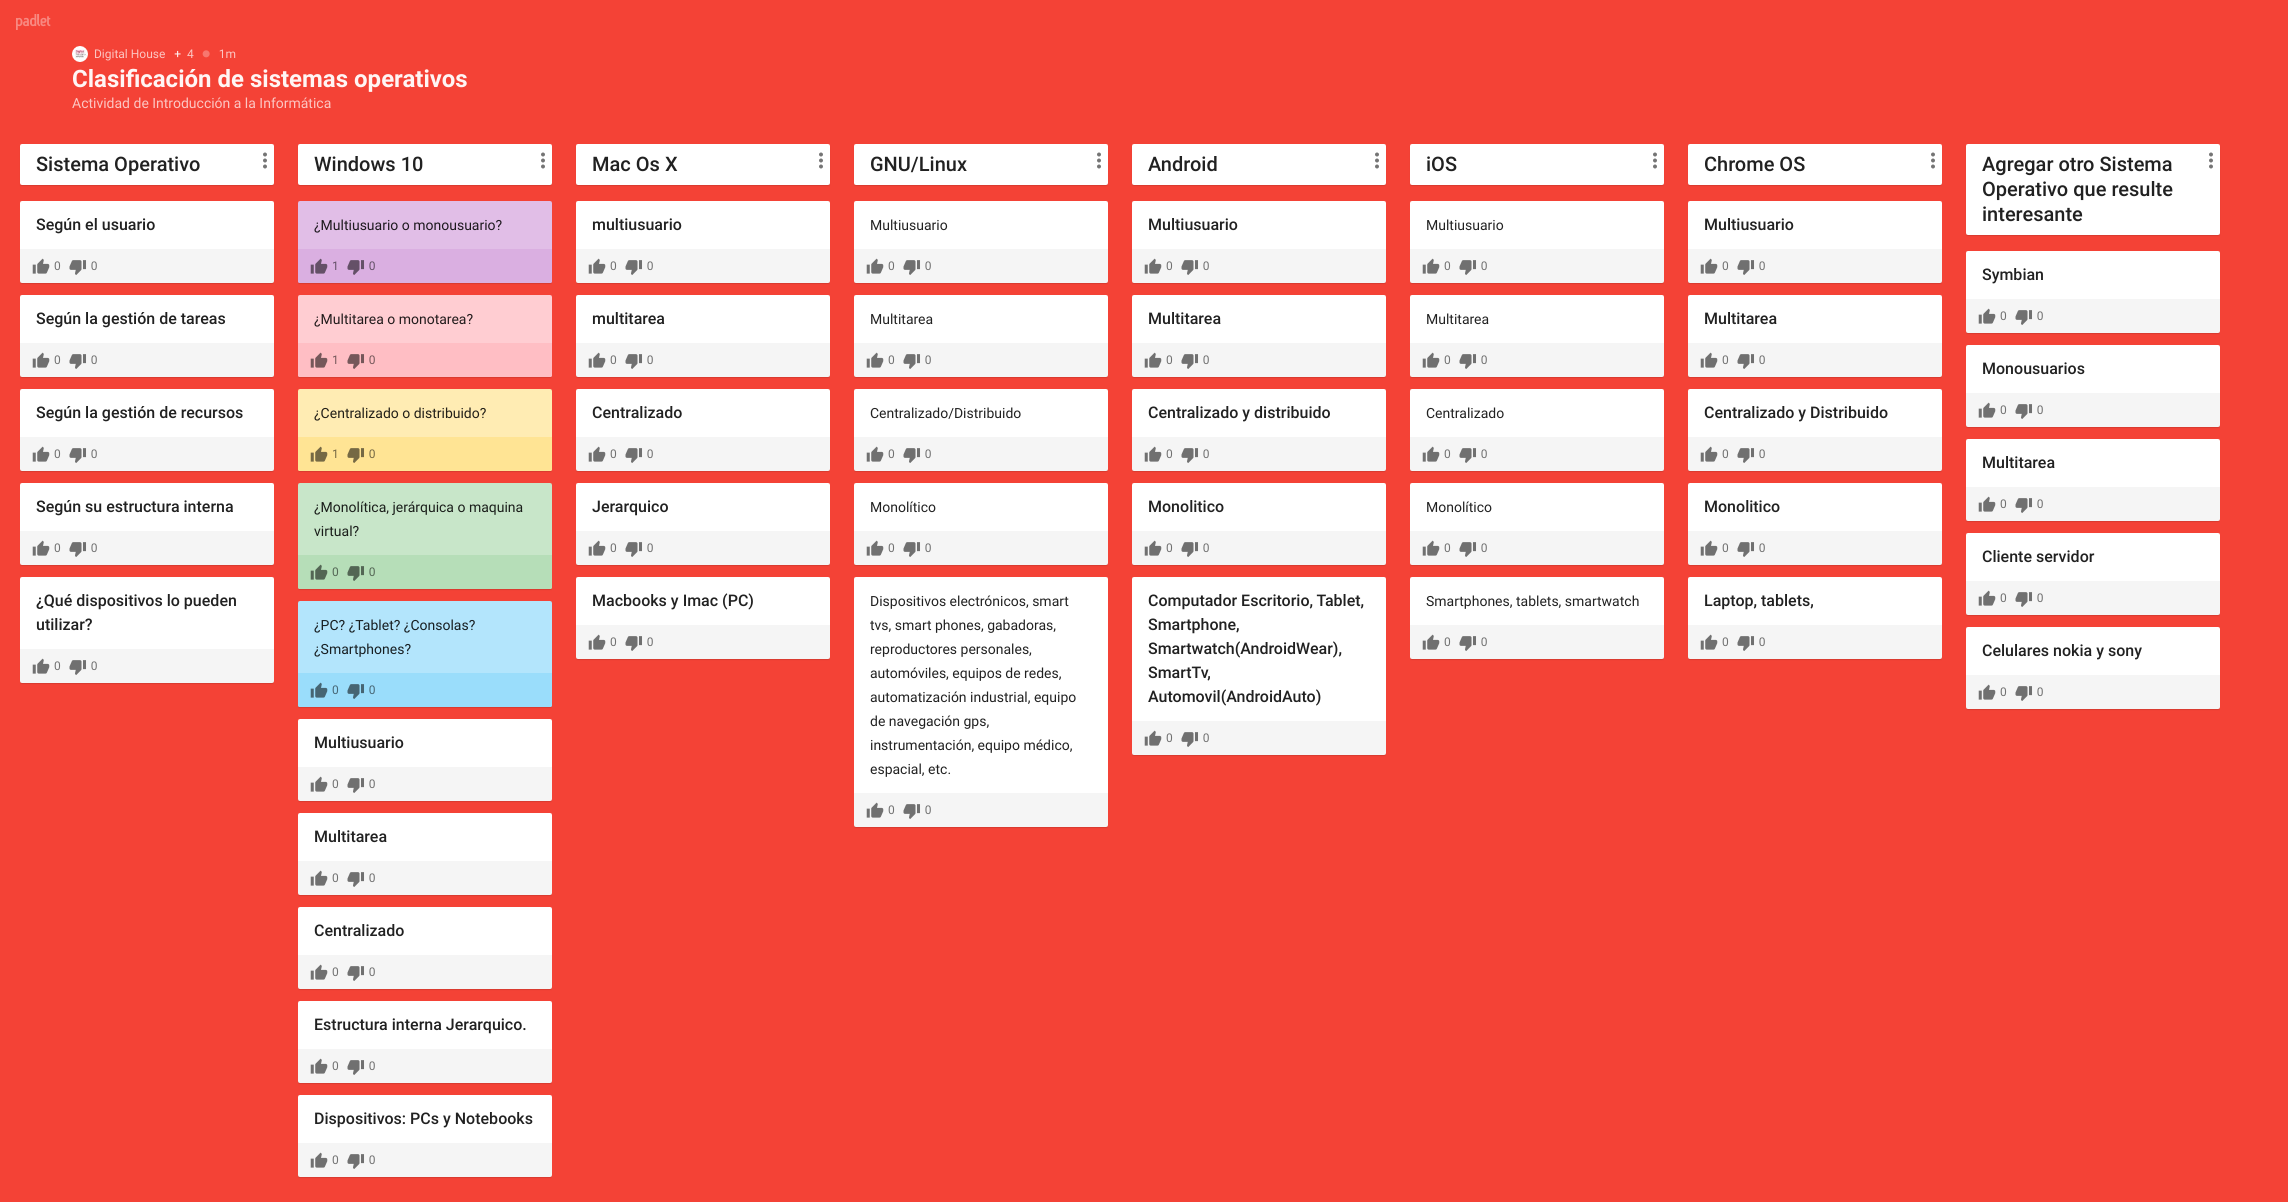 padlet
Digital House + 4 1m
Clasificación de sistemas operativos
Actividad de Introducción a la Informática
Sistema Operativo
Según el usuario
0 0
Según la gestión de tareas
0 0
Según la gestión de recursos
0 0
Según su estructura interna
0 0
¿Qué dispositivos lo pueden
utilizar?
0 0
Windows 10
¿Multiusuario o monousuario?
1 0
¿Multitarea o monotarea?
1 0
¿Centralizado o distribuido?
1 0
¿Monolítica, jerárquica o maquina
virtual?
0 0
¿PC? ¿Tablet? ¿Consolas?
¿Smartphones?
0 0
Multiusuario
0 0
Multitarea
0 0
Centralizado
0 0
Estructura interna Jerarquico.
0 0
Dispositivos: PCs y Notebooks
0 0
Mac Os X
multiusuario
0 0
multitarea
0 0
Centralizado
0 0
Jerarquico
0 0
Macbooks y Imac (PC)
0 0
GNU/Linux
Multiusuario
0 0
Multitarea
0 0
Centralizado/Distribuido
0 0
Monolítico
0 0
Dispositivos electrónicos, smart
tvs, smart phones, gabadoras,
reproductores personales,
automóviles, equipos de redes,
automatización industrial, equipo
de navegación gps,
instrumentación, equipo médico,
espacial, etc.
0 0
Android
Multiusuario
0 0
Multitarea
0 0
Centralizado y distribuido
0 0
Monolitico
0 0
Computador Escritorio, Tablet,
Smartphone,
Smartwatch(AndroidWear),
SmartTv,
Automovil(AndroidAuto)
0 0
iOS
Multiusuario
0 0
Multitarea
0 0
Centralizado
0 0
Monolítico
0 0
Smartphones, tablets, smartwatch
0 0
Chrome OS
Multiusuario
0 0
Multitarea
0 0
Centralizado y Distribuido
0 0
Monolitico
0 0
Laptop, tablets,
0 0
Agregar otro Sistema
Operativo que resulte
interesante
Symbian
0 0
Monousuarios
0 0
Multitarea
0 0
Cliente servidor
0 0
Celulares nokia y sony
0 0